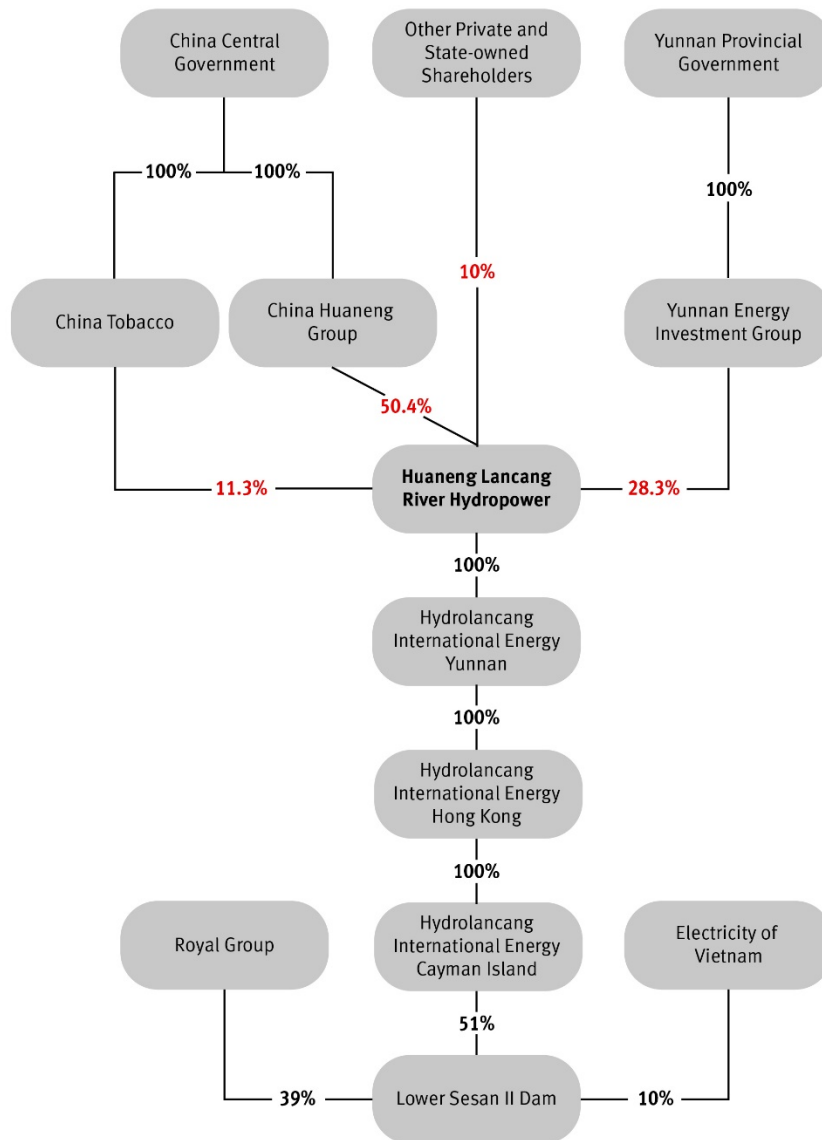 China Central
Government
Other Private and
State-owned
Shareholders
Yunnan Provincial
Government
100%
100%
100%
10%
China Tobacco
China Huaneng
Group
Yunnan Energy
Investment Group
50.4%
11.3%
Huaneng Lancang
River Hydropower
28.3%
100%
Hydrolancang
International Energy
Yunnan
100%
Hydrolancang
International Energy
Hong Kong
100%
Royal Group
Hydrolancang
International Energy
Cayman Island
Electricity of
Vietnam
51%
39%
Lower Sesan II Dam
10%